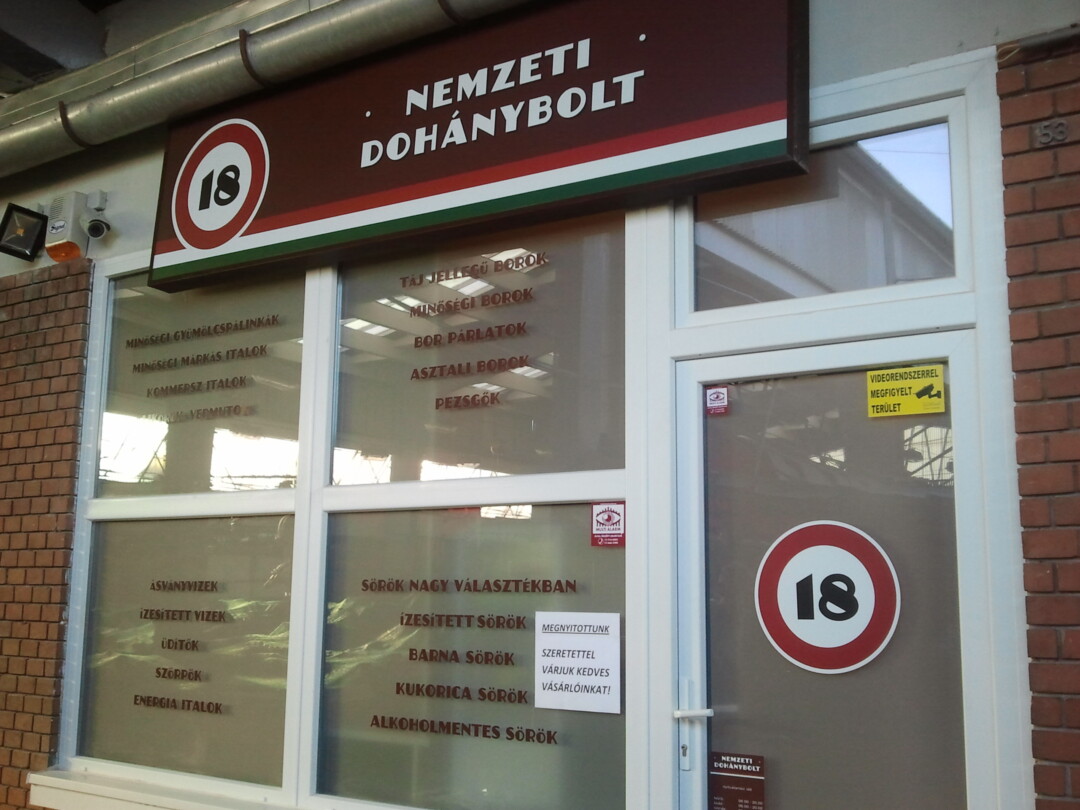 NEMZETI
DOHÁNYBOLT
18
53
MINŐSÉGI GYÜMÖLCSPÁLINKÁK
MINŐSÉGI MÁRKÁS ITALOK
KOMMERSZ ITALOK
TÁJ JELLEGŰ BOROK
MINŐSÉGI BOROK
BOR PÁRLATOK
ASZTALI BOROK
PEZSGŐK
VIDEORENDSZERREL
MEGFIGYELT
TERÜLET
ÁSVÁNYVIZEK
ÍZESÍTETT VIZEK
ÜDÍTŐK
SZÖRPÖK
ENERGIA ITALOK
SÖRÖK NAGY VÁLASZTÉKBAN
ÍZESÍTETT SÖRÖK
BARNA SÖRÖK
KUKORICA SÖRÖK
ALKOHOLMENTES SÖRÖK
MEGNYITOTTUNK
SZERETETTEL
VÁRJUK KEDVES
VÁSÁRLÓINKAT!
18
NEMZETI
DOHÁNYBOLT